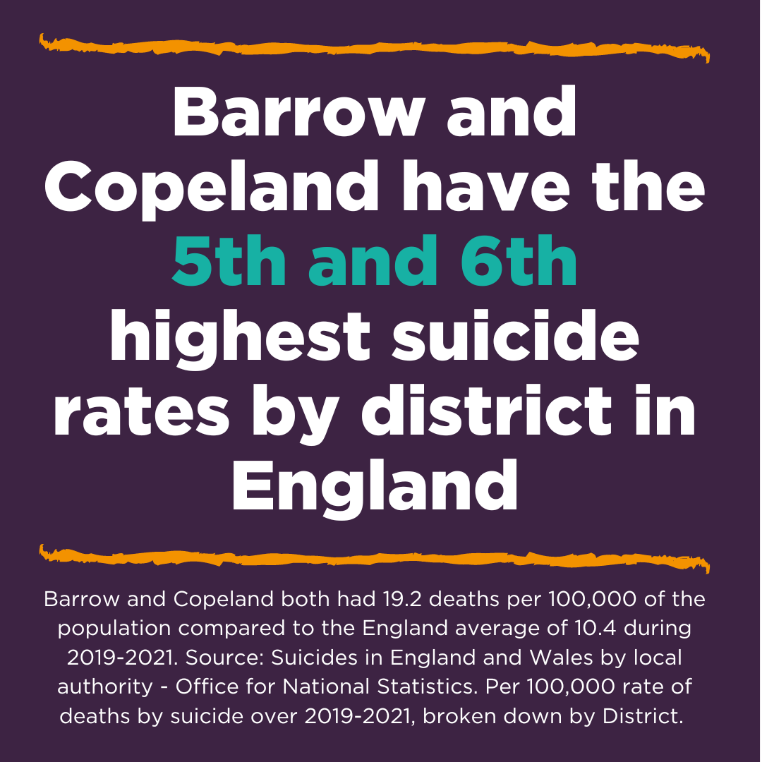 Barrow and
Copeland have the
5th and 6th
highest suicide
rates by district in
England
Barrow and Copeland both had 19.2 deaths per 100,000 of the
population compared to the England average of 10.4 during
2019-2021. Source: Suicides in England and Wales by local
authority - Office for National Statistics. Per 100,000 rate of
deaths by suicide over 2019-2021, broken down by District.